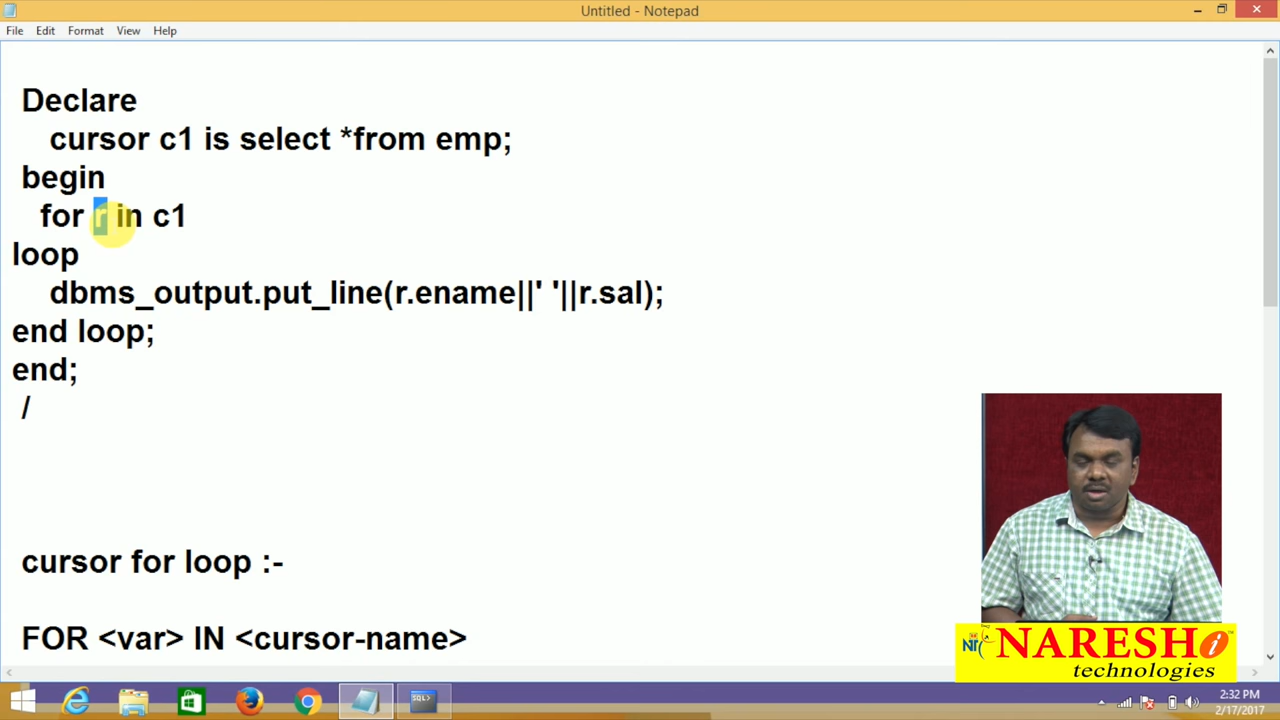 Untitled - Notepad
File Edit Format View Help
Declare
cursor c1 is select *from emp;
begin
for r in c1
loop
dbms_output.put_line(r.ename||' '||r.sal);
end loop;
end;
/
cursor for loop :-
FOR <var> IN <cursor-name>
NARESH i
technologies
SQL>
2:32 PM
2/17/2017